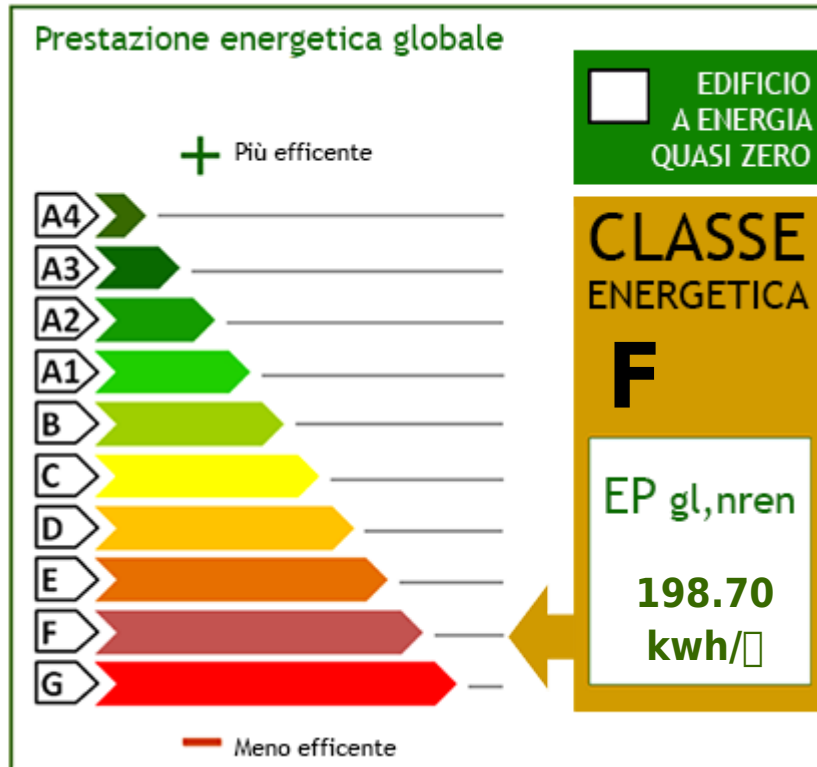 Prestazione energetica globale
EDIFICIO
A ENERGIA
QUASI ZERO
Più efficente
A4
A3
A2
A1
B
C
D
E
F
G
Meno efficente
CLASSE
ENERGETICA
F
EP gl,nren
198.70
kwh/▯